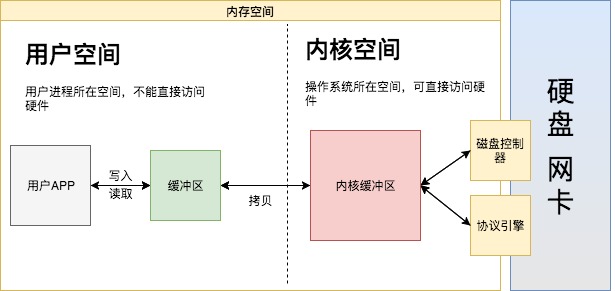 内存空间
用户空间
用户进程所在空间，不能直接访问
硬件
内核空间
操作系统所在空间，可直接访问硬
件
用户APP
写入
读取
缓冲区
拷贝
内核缓冲区
磁盘控制
器
协议引擎
硬
盘
网
卡